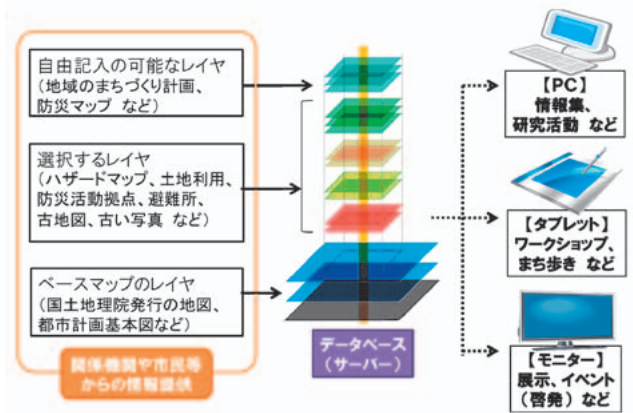 自由記入の可能なレイヤ
(地域のまちづくり計画、
防災マップ など)
選択するレイヤ
(ハザードマップ、土地利用、
防災活動拠点、避難所、
古地図、古い写真 など)
ベースマップのレイヤ
(国土地理院発行の地図、
都市計画基本図など)
関係機関や市民等
からの情報提供
データベース
(サーバー)
【PC】
情報集、
研究活動 など
【タブレット】
ワークショップ、
まち歩き など
【モニター】
展示、イベント
(啓発) など